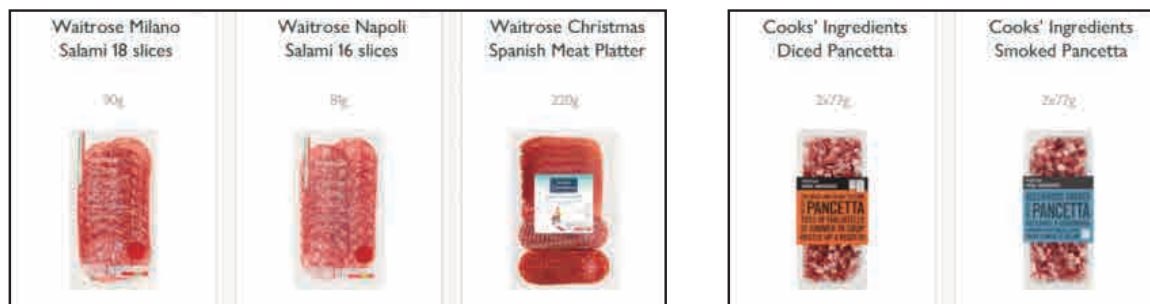 Waitrose Milano
Salami 18 slices
90g
Waitrose Napoli
Salami 16 slices
81g
Waitrose Christmas
Spanish Meat Platter
220g
Cooks' Ingredients
Diced Pancetta
2x77g
PANCETTA
Cooks' Ingredients
Smoked Pancetta
2x77g
PANCETTA